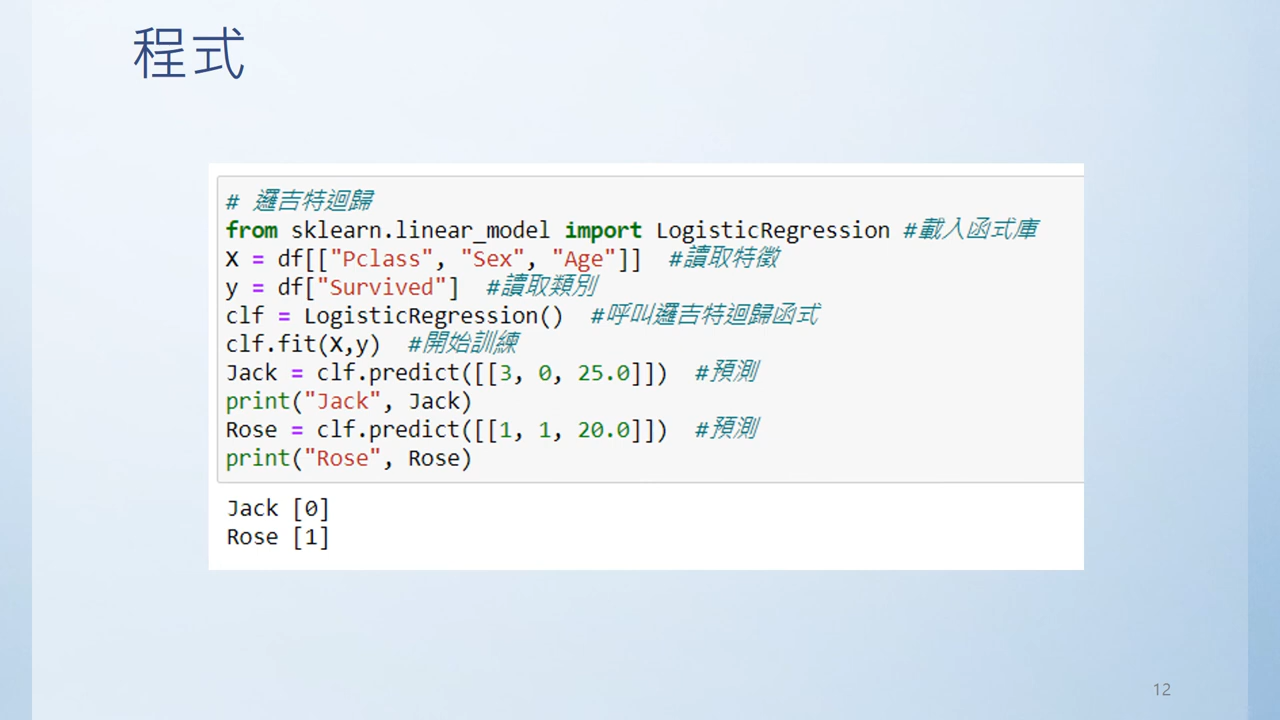 程式
# 邏吉特迴歸
from sklearn.linear_model import LogisticRegression #載入函式庫
X = df[["Pclass", "Sex", "Age"]]  #讀取特徵
y = df["Survived"]  #讀取類別
clf = LogisticRegression()  #呼叫邏吉特迴歸函式
clf.fit(X,y)  #開始訓練
Jack = clf.predict([[3, 0, 25.0]])  #預測
print("Jack", Jack)
Rose = clf.predict([[1, 1, 20.0]])  #預測
print("Rose", Rose)
Jack [0]
Rose [1]
12